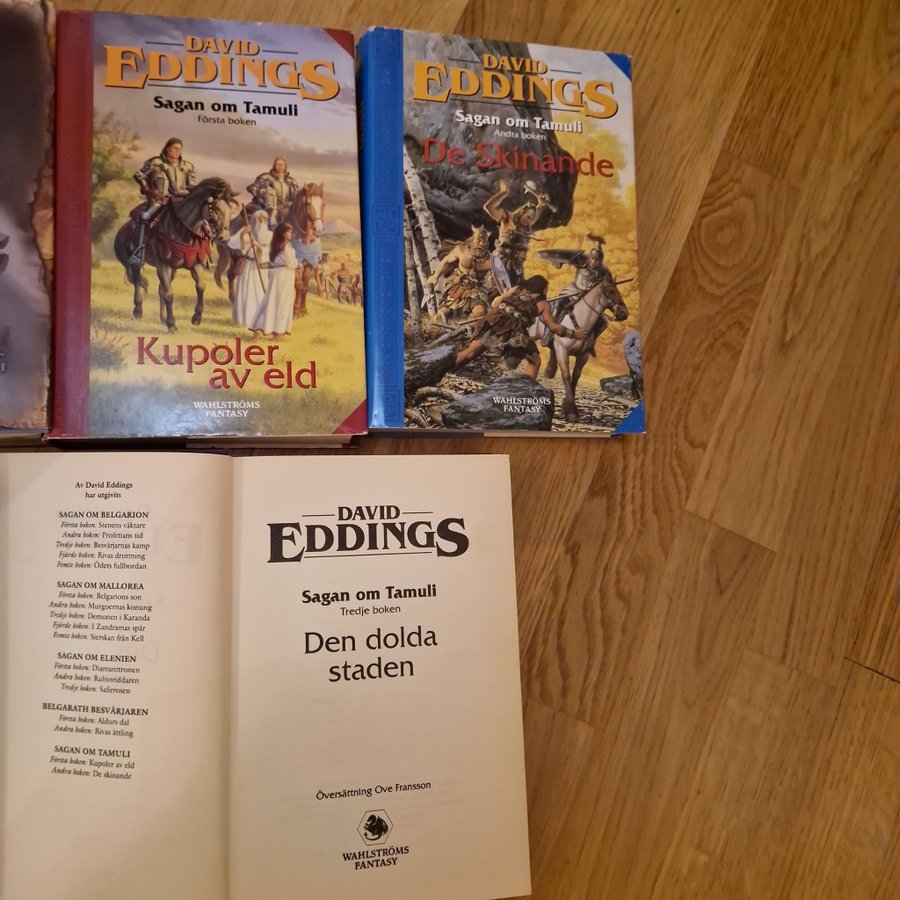 DAVID
EDDINGS
Sagan om Tamuli
Första boken
Kupoler
av eld
WAHLSTRÖMS
FANTASY
DAVID
EDDINGS
Sagan om Tamuli
Andra boken
De Skinande
WAHLSTRÖMS
FANTASY
Av David Eddings
har utgivits
SAGAN OM BELGARION
Första boken: Stenens väktare
Andra boken: Profetians tid
Tredje boken: Besvärjarnas kamp
Fjärde boken: Rivas drottning
Femte boken: Ödets fullbordan
SAGAN OM MALLOREA
Första boken: Belgarions son
Andra boken: Murgoernas konung
Tredje boken: Demonen i Karanda
Fjärde boken: I Zandramas spår
Femte boken: Sierskan från Kell
SAGAN OM ELENIEN
Första boken: Diamanttronen
Andra boken: Rubinriddaren
Tredje boken: Safirrosen
BELGARATH BESVÄRJAREN
Första boken: Aldurs dal
Andra boken: Rivas ättling
SAGAN OM TAMULI
Första boken: Kupoler av eld
Andra boken: De skinande
DAVID
EDDINGS
Sagan om Tamuli
Tredje boken
Den dolda
staden
Översättning Ove Fransson
WAHLSTRÖMS
FANTASY